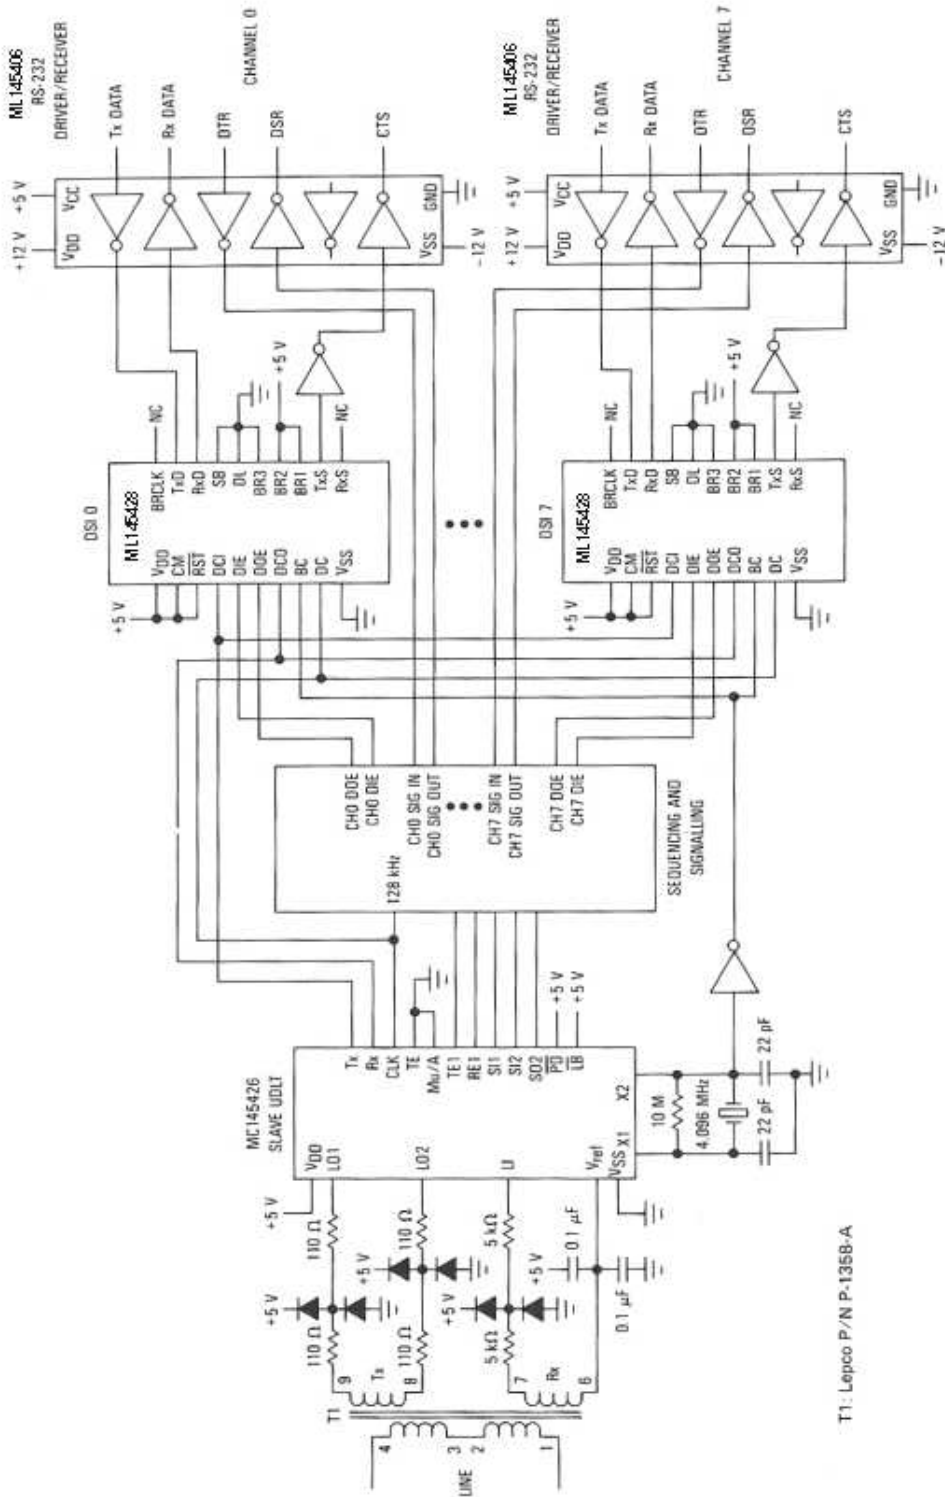 ML145406
RS-232
DRIVER/RECEIVER
CHANNEL 0
Tx DATA
Rx DATA
DTR
DSR
CTS
+5 V
+12 V
VCC
VDD
GND
VSS
-12 V
ML145406
RS-232
DRIVER/RECEIVER
CHANNEL 7
Tx DATA
Rx DATA
DTR
DSR
CTS
+5 V
+12 V
VCC
VDD
GND
VSS
-12 V
DSI 0
ML145428
NC
+5 V
NC
BRCLK
TxD
RxD
SB
DL
BR3
BR2
BR1
TxS
RxS
VDD
CM
RST
DCI
DIE
DOE
DCO
BC
DC
VSS
+5 V
DSI 7
ML145428
NC
+5 V
NC
BRCLK
TxD
RxD
SB
DL
BR3
BR2
BR1
TxS
RxS
VDD
CM
RST
DCI
DIE
DOE
DCO
BC
DC
VSS
+5 V
CH0 DOE
CH0 DIE
CH0 SIG IN
CH0 SIG OUT
CH7 SIG IN
CH7 SIG OUT
CH7 DOE
CH7 DIE
128 kHz
SEQUENCING AND
SIGNALLING
MC145426
SLAVE UDLT
Tx
Rx
CLK
TE
Mu/A
TE1
RE1
SI1
SI2
SO2
PD
LB
+5 V
+5 V
X2
X1
VDD
LO1
LO2
LI
Vref
VSS
10 M
4.096 MHz
22 pF
22 pF
+5 V
110 Ω
110 Ω
5 kΩ
0.1 μF
+5 V
+5 V
+5 V
+5 V
0.1 μF
110 Ω
110 Ω
5 kΩ
T1
9
Tx
8
7
Rx
6
4
3
2
1
LINE
T1: Lepco P/N P-1358-A